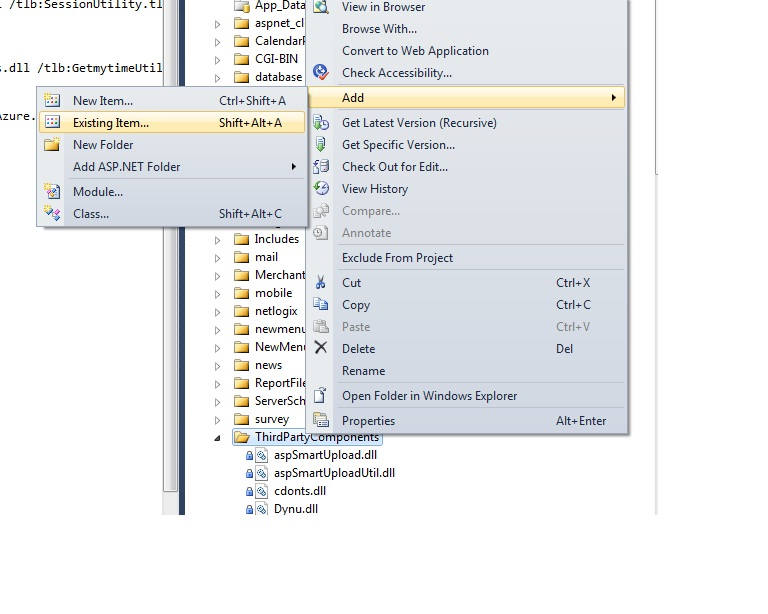 l /tlb:SessionUtility.tl
s.dll /tlb:GetmytimeUtil
Azure.
App_Data
aspnet_cl
CalendarF
CGI-BIN
database
New Item... Ctrl+Shift+A
Existing Item... Shift+Alt+A
New Folder
Add ASP.NET Folder
Module...
Class... Shift+Alt+C
View in Browser
Browse With...
Convert to Web Application
Check Accessibility...
Add
Get Latest Version (Recursive)
Get Specific Version...
Check Out for Edit...
View History
Compare...
Annotate
Exclude From Project
Cut Ctrl+X
Copy Ctrl+C
Paste Ctrl+V
Delete Del
Rename
Open Folder in Windows Explorer
Properties Alt+Enter
Includes
mail
Merchant
mobile
netlogix
newmenu
NewMenu
news
ReportFile
ServerSch
survey
ThirdPartyComponents
aspSmartUpload.dll
aspSmartUploadUtil.dll
cdonts.dll
Dynu.dll